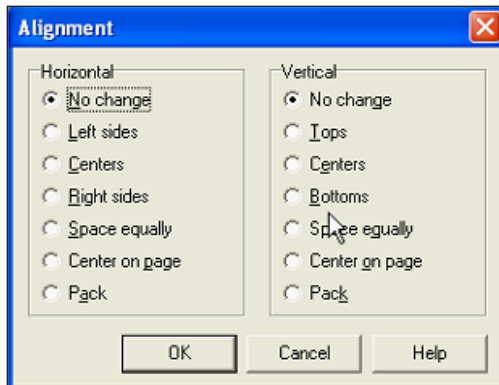 Alignment
Horizontal
No change
Left sides
Centers
Right sides
Space equally
Center on page
Pack
Vertical
No change
Tops
Centers
Bottoms
Space equally
Center on page
Pack
OK Cancel Help